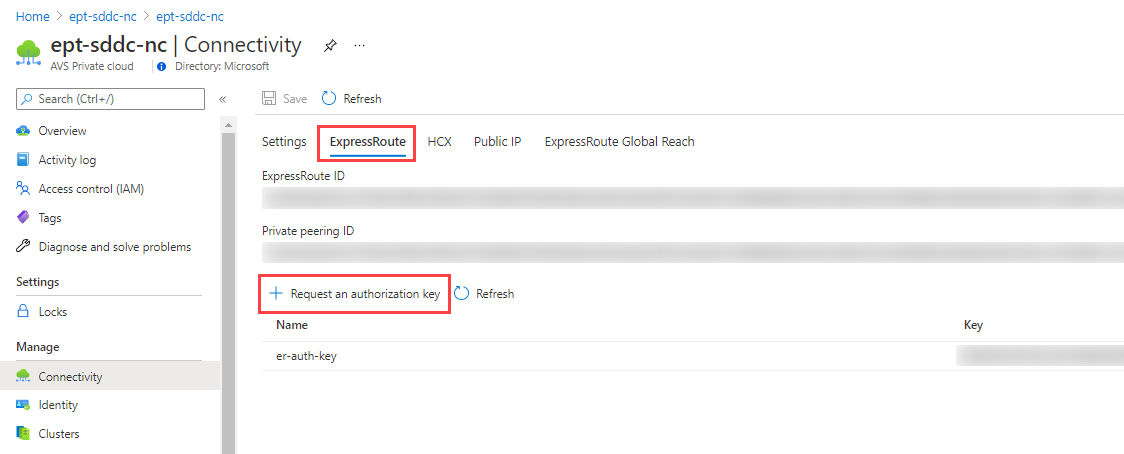 Home > ept-sddc-nc > ept-sddc-nc
ept-sddc-nc | Connectivity ...
AVS Private cloud | Directory: Microsoft
Search (Ctrl+/) «
Overview
Activity log
Access control (IAM)
Tags
Diagnose and solve problems
Settings
Locks
Manage
Connectivity
Identity
Clusters
Save Refresh
Settings ExpressRoute HCX Public IP ExpressRoute Global Reach
ExpressRoute ID
Private peering ID
+ Request an authorization key Refresh
Name Key
er-auth-key